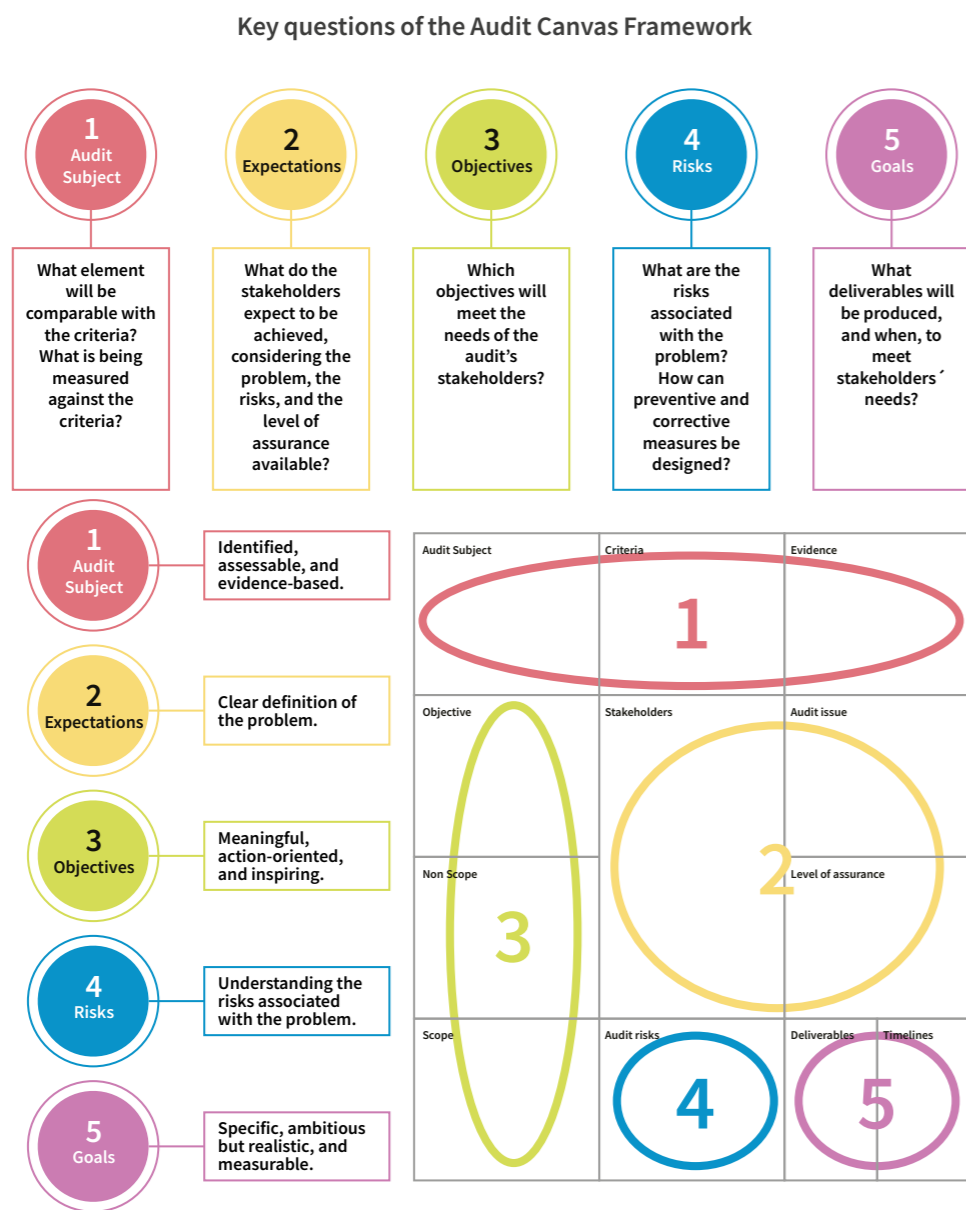 Key questions of the Audit Canvas Framework
1
Audit
Subject
2
Expectations
3
Objectives
4
Risks
5
Goals
What element
will be
comparable with
the criteria?
What is being
measured
against the
criteria?
What do the
stakeholders
expect to be
achieved,
considering the
problem, the
risks, and the
level of
assurance
available?
Which
objectives will
meet the
needs of the
audit’s
stakeholders?
What are the
risks
associated
with the
problem?
How can
preventive and
corrective
measures be
designed?
What
deliverables will
be produced,
and when, to
meet
stakeholders´
needs?
1
Audit
Subject
Identified,
assessable, and
evidence-based.
2
Expectations
Clear definition of
the problem.
3
Objectives
Meaningful,
action-oriented,
and inspiring.
4
Risks
Understanding the
risks associated
with the problem.
5
Goals
Specific, ambitious
but realistic, and
measurable.
Audit Subject
Criteria
Evidence
1
Objective
Stakeholders
Audit issue
2
Non Scope
Level of assurance
3
Scope
Audit risks
Deliverables
Timelines
4
5